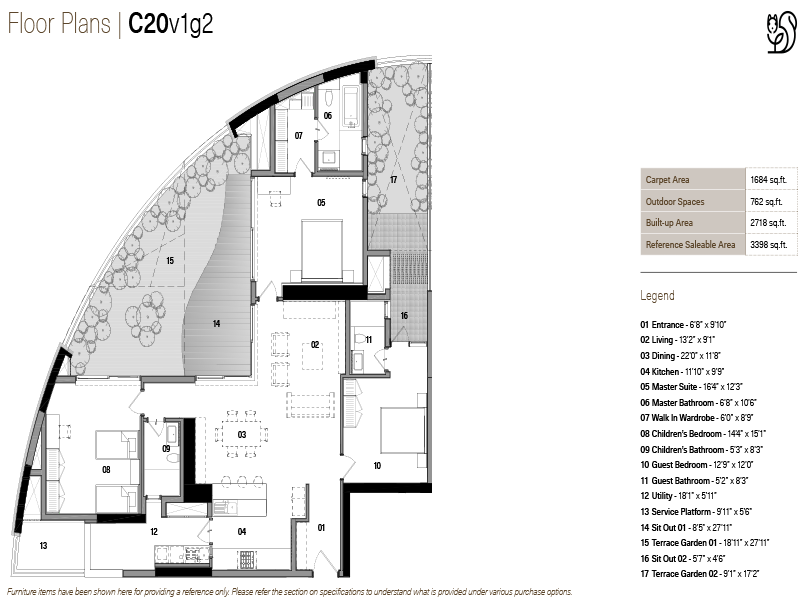 Floor Plans | C20v1g2
06
07
17
05
15
14
16
02
11
03
09
10
08
12
04
01
13
Carpet Area 1684 sq.ft.
Outdoor Spaces 762 sq.ft.
Built-up Area 2718 sq.ft.
Reference Saleable Area 3398 sq.ft.
Legend
01 Entrance - 6'8" x 9'10"
02 Living - 13'2" x 9'1"
03 Dining - 22'0" x 11'8"
04 Kitchen - 11'10" x 9'9"
05 Master Suite - 16'4" x 12'3"
06 Master Bathroom - 6'8" x 10'6"
07 Walk In Wardrobe - 6'0" x 8'9"
08 Children's Bedroom - 14'4" x 15'1"
09 Children's Bathroom - 5'3" x 8'3"
10 Guest Bedroom - 12'9" x 12'0"
11 Guest Bathroom - 5'2" x 8'3"
12 Utility - 18'1" x 5'11"
13 Service Platform - 9'11" x 5'6"
14 Sit Out 01 - 8'5" x 27'11"
15 Terrace Garden 01 - 18'11" x 27'11"
16 Sit Out 02 - 5'7" x 4'6"
17 Terrace Garden 02 - 9'1" x 17'2"
Furniture items have been shown here for providing a reference only. Please refer the section on specifications to understand what is provided under various purchase options.